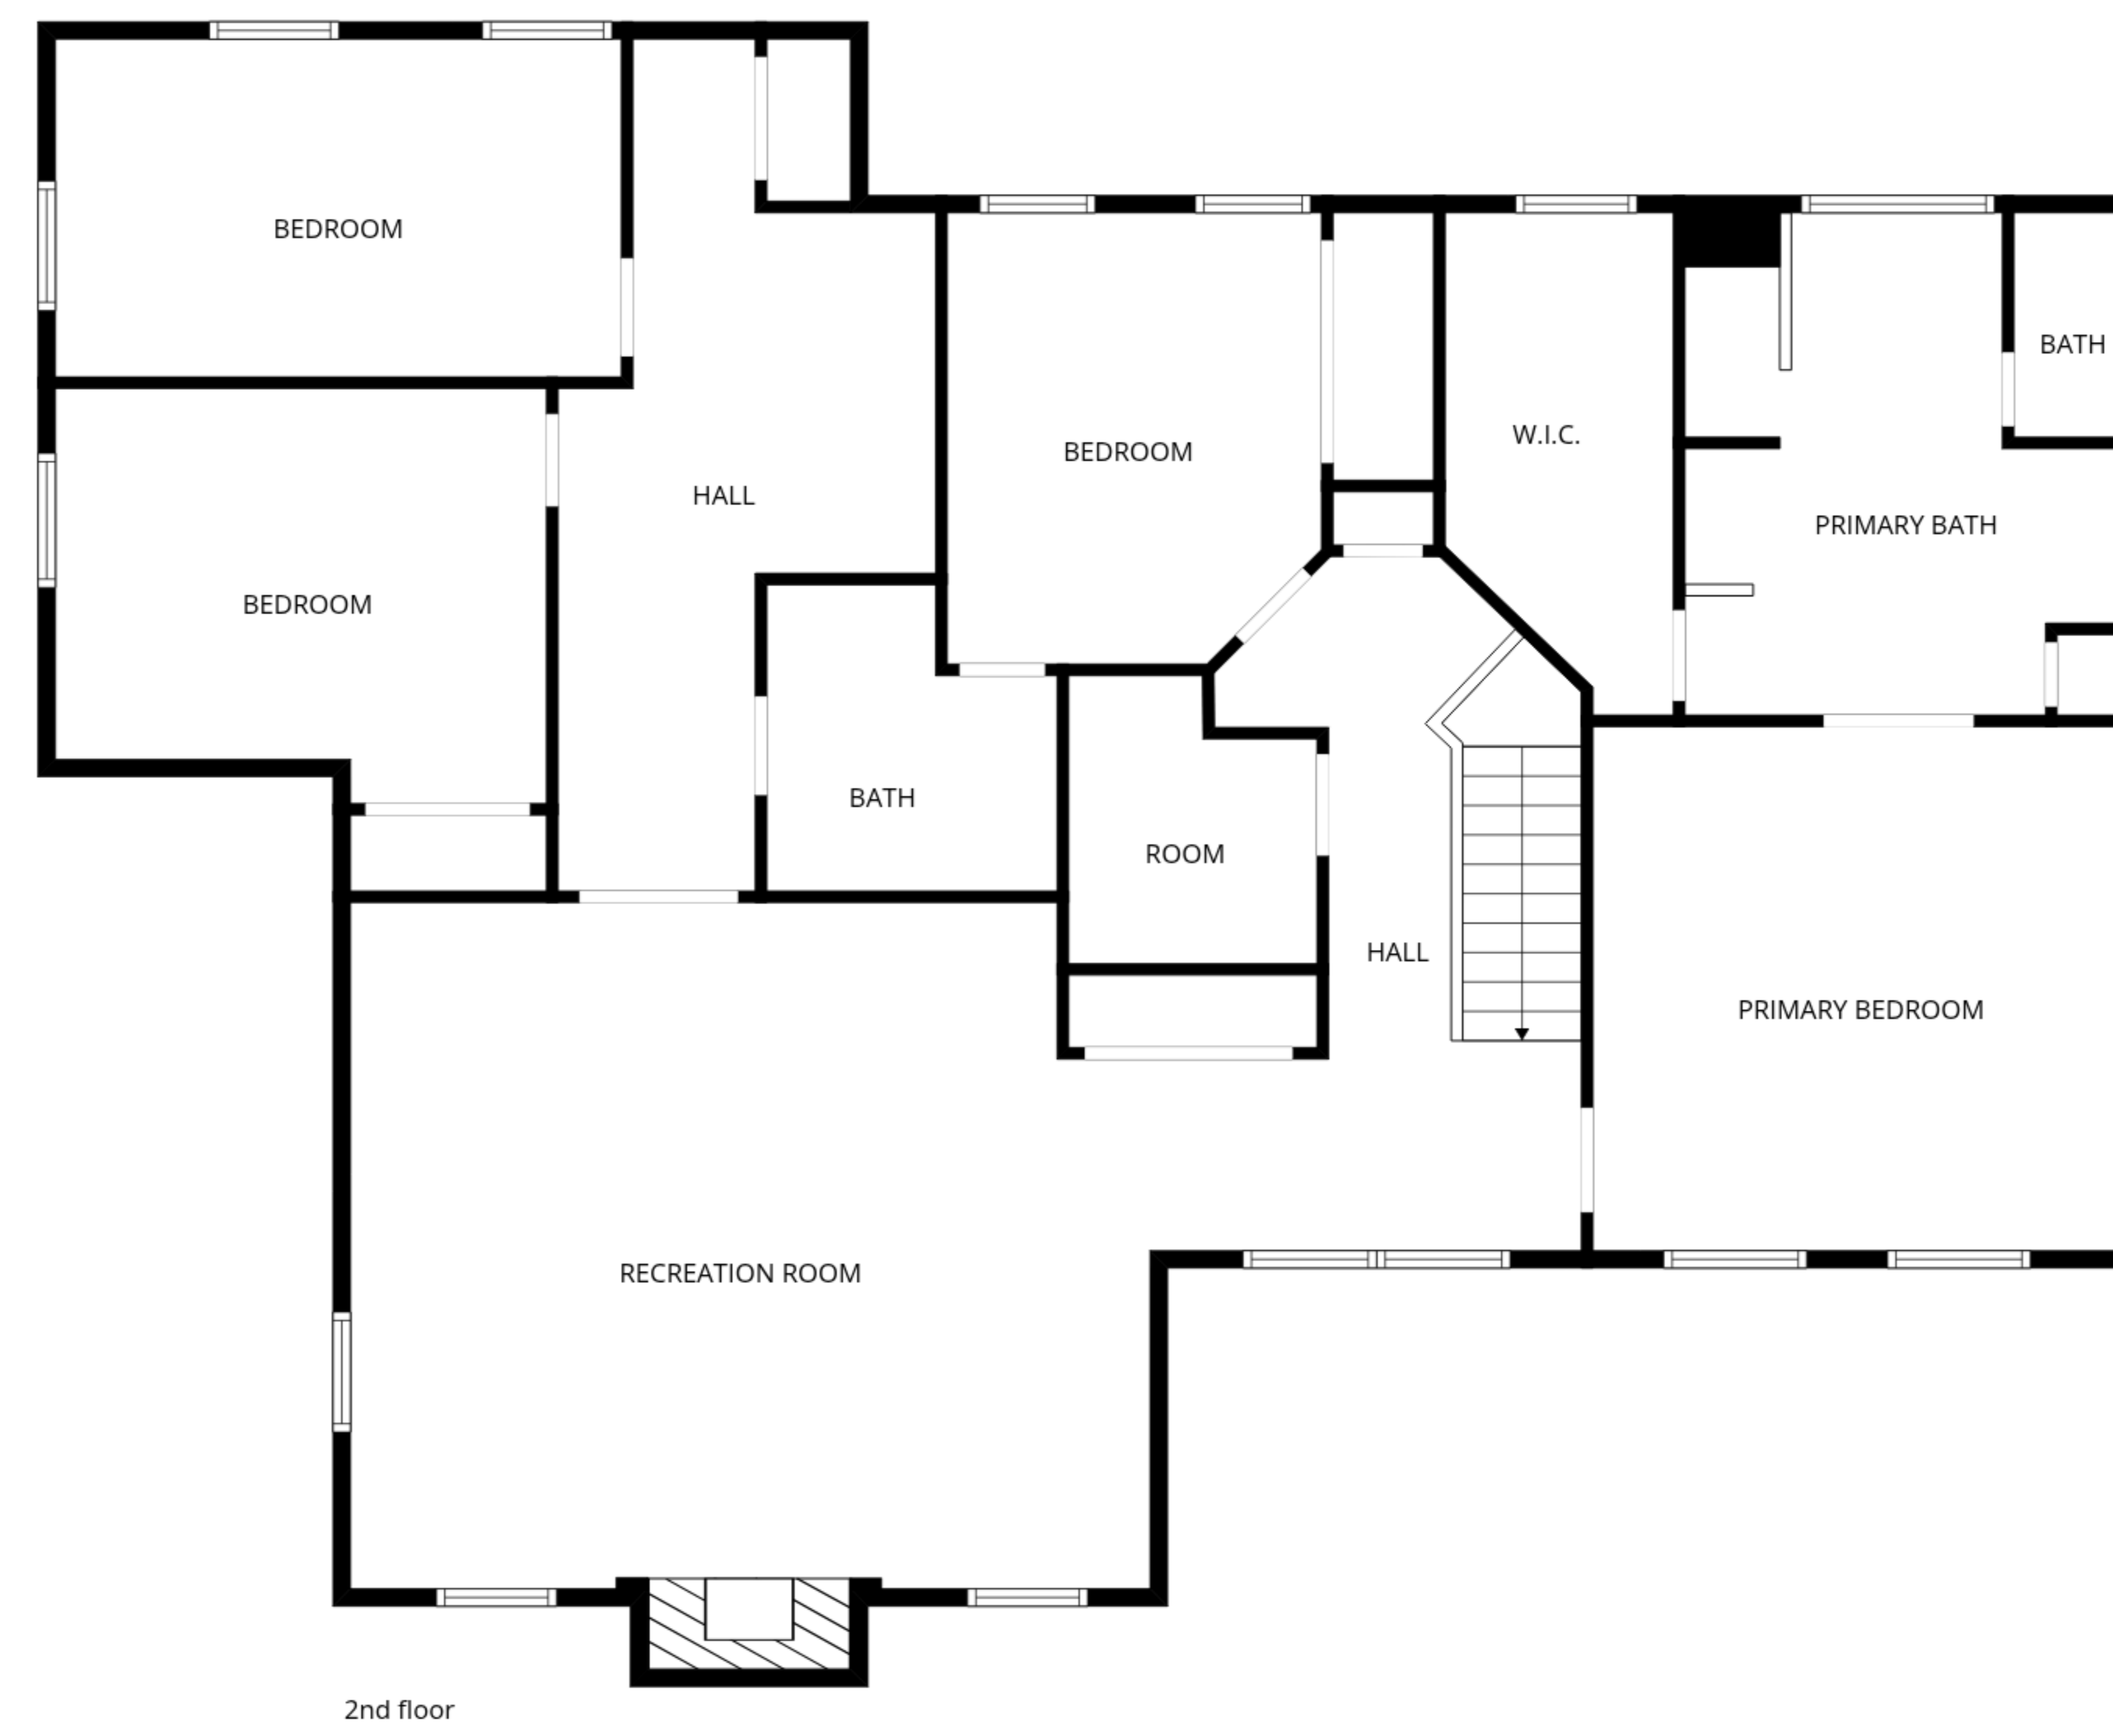 BEDROOM
BATH
W.I.C.
BEDROOM
HALL
PRIMARY BATH
BEDROOM
BATH
ROOM
HALL
PRIMARY BEDROOM
RECREATION ROOM
2nd floor